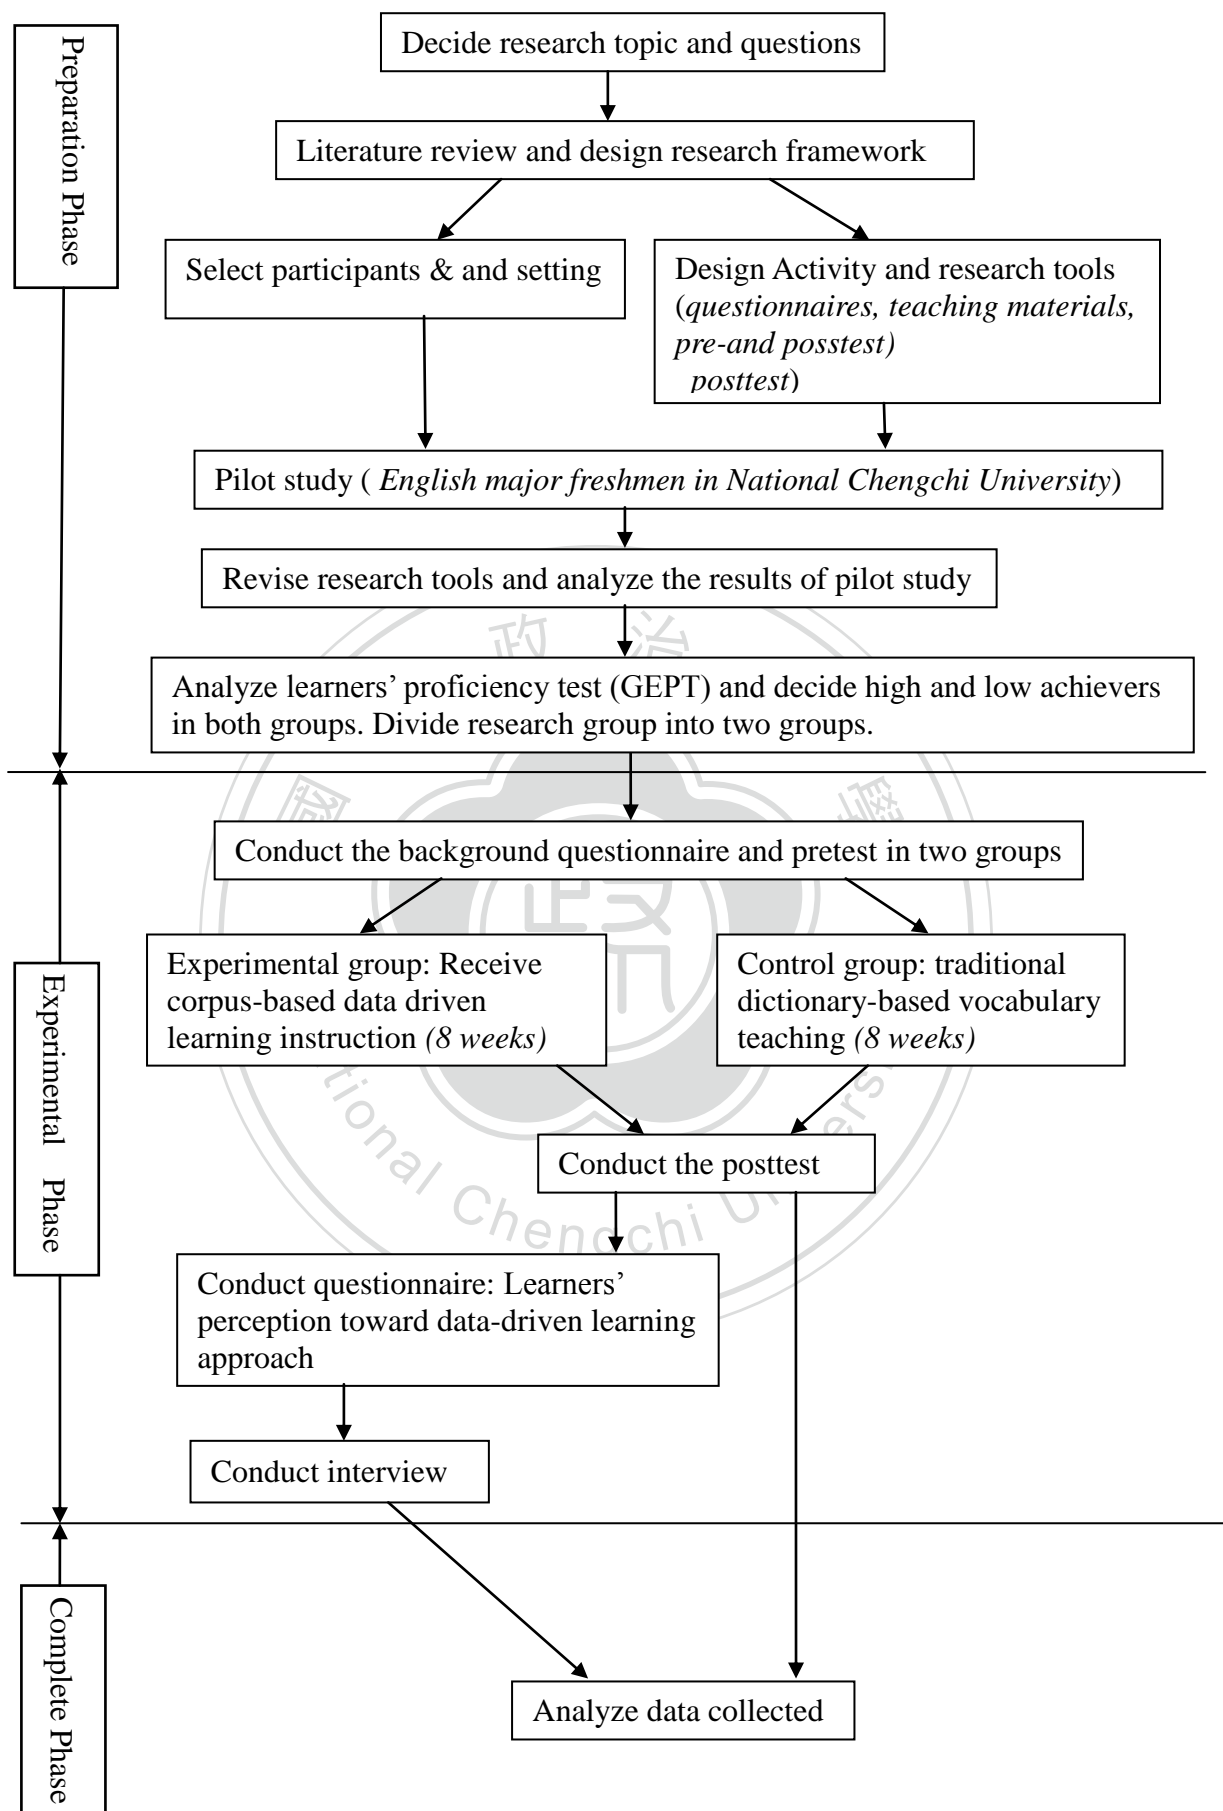 Preparation Phase
Decide research topic and questions
Literature review and design research framework
Select participants & and setting
Design Activity and research tools
(questionnaires, teaching materials,
pre-and posstest)
posttest)
Pilot study ( English major freshmen in National Chengchi University)
Revise research tools and analyze the results of pilot study
政 治
Analyze learners’ proficiency test (GEPT) and decide high and low achievers
in both groups. Divide research group into two groups.
Experimental Phase
Conduct the background questionnaire and pretest in two groups
Experimental group: Receive
corpus-based data driven
learning instruction (8 weeks)
Control group: traditional
dictionary-based vocabulary
teaching (8 weeks)
Conduct the posttest
Chengchi
Conduct questionnaire: Learners’
perception toward data-driven learning
approach
Conduct interview
Complete Phase
Analyze data collected